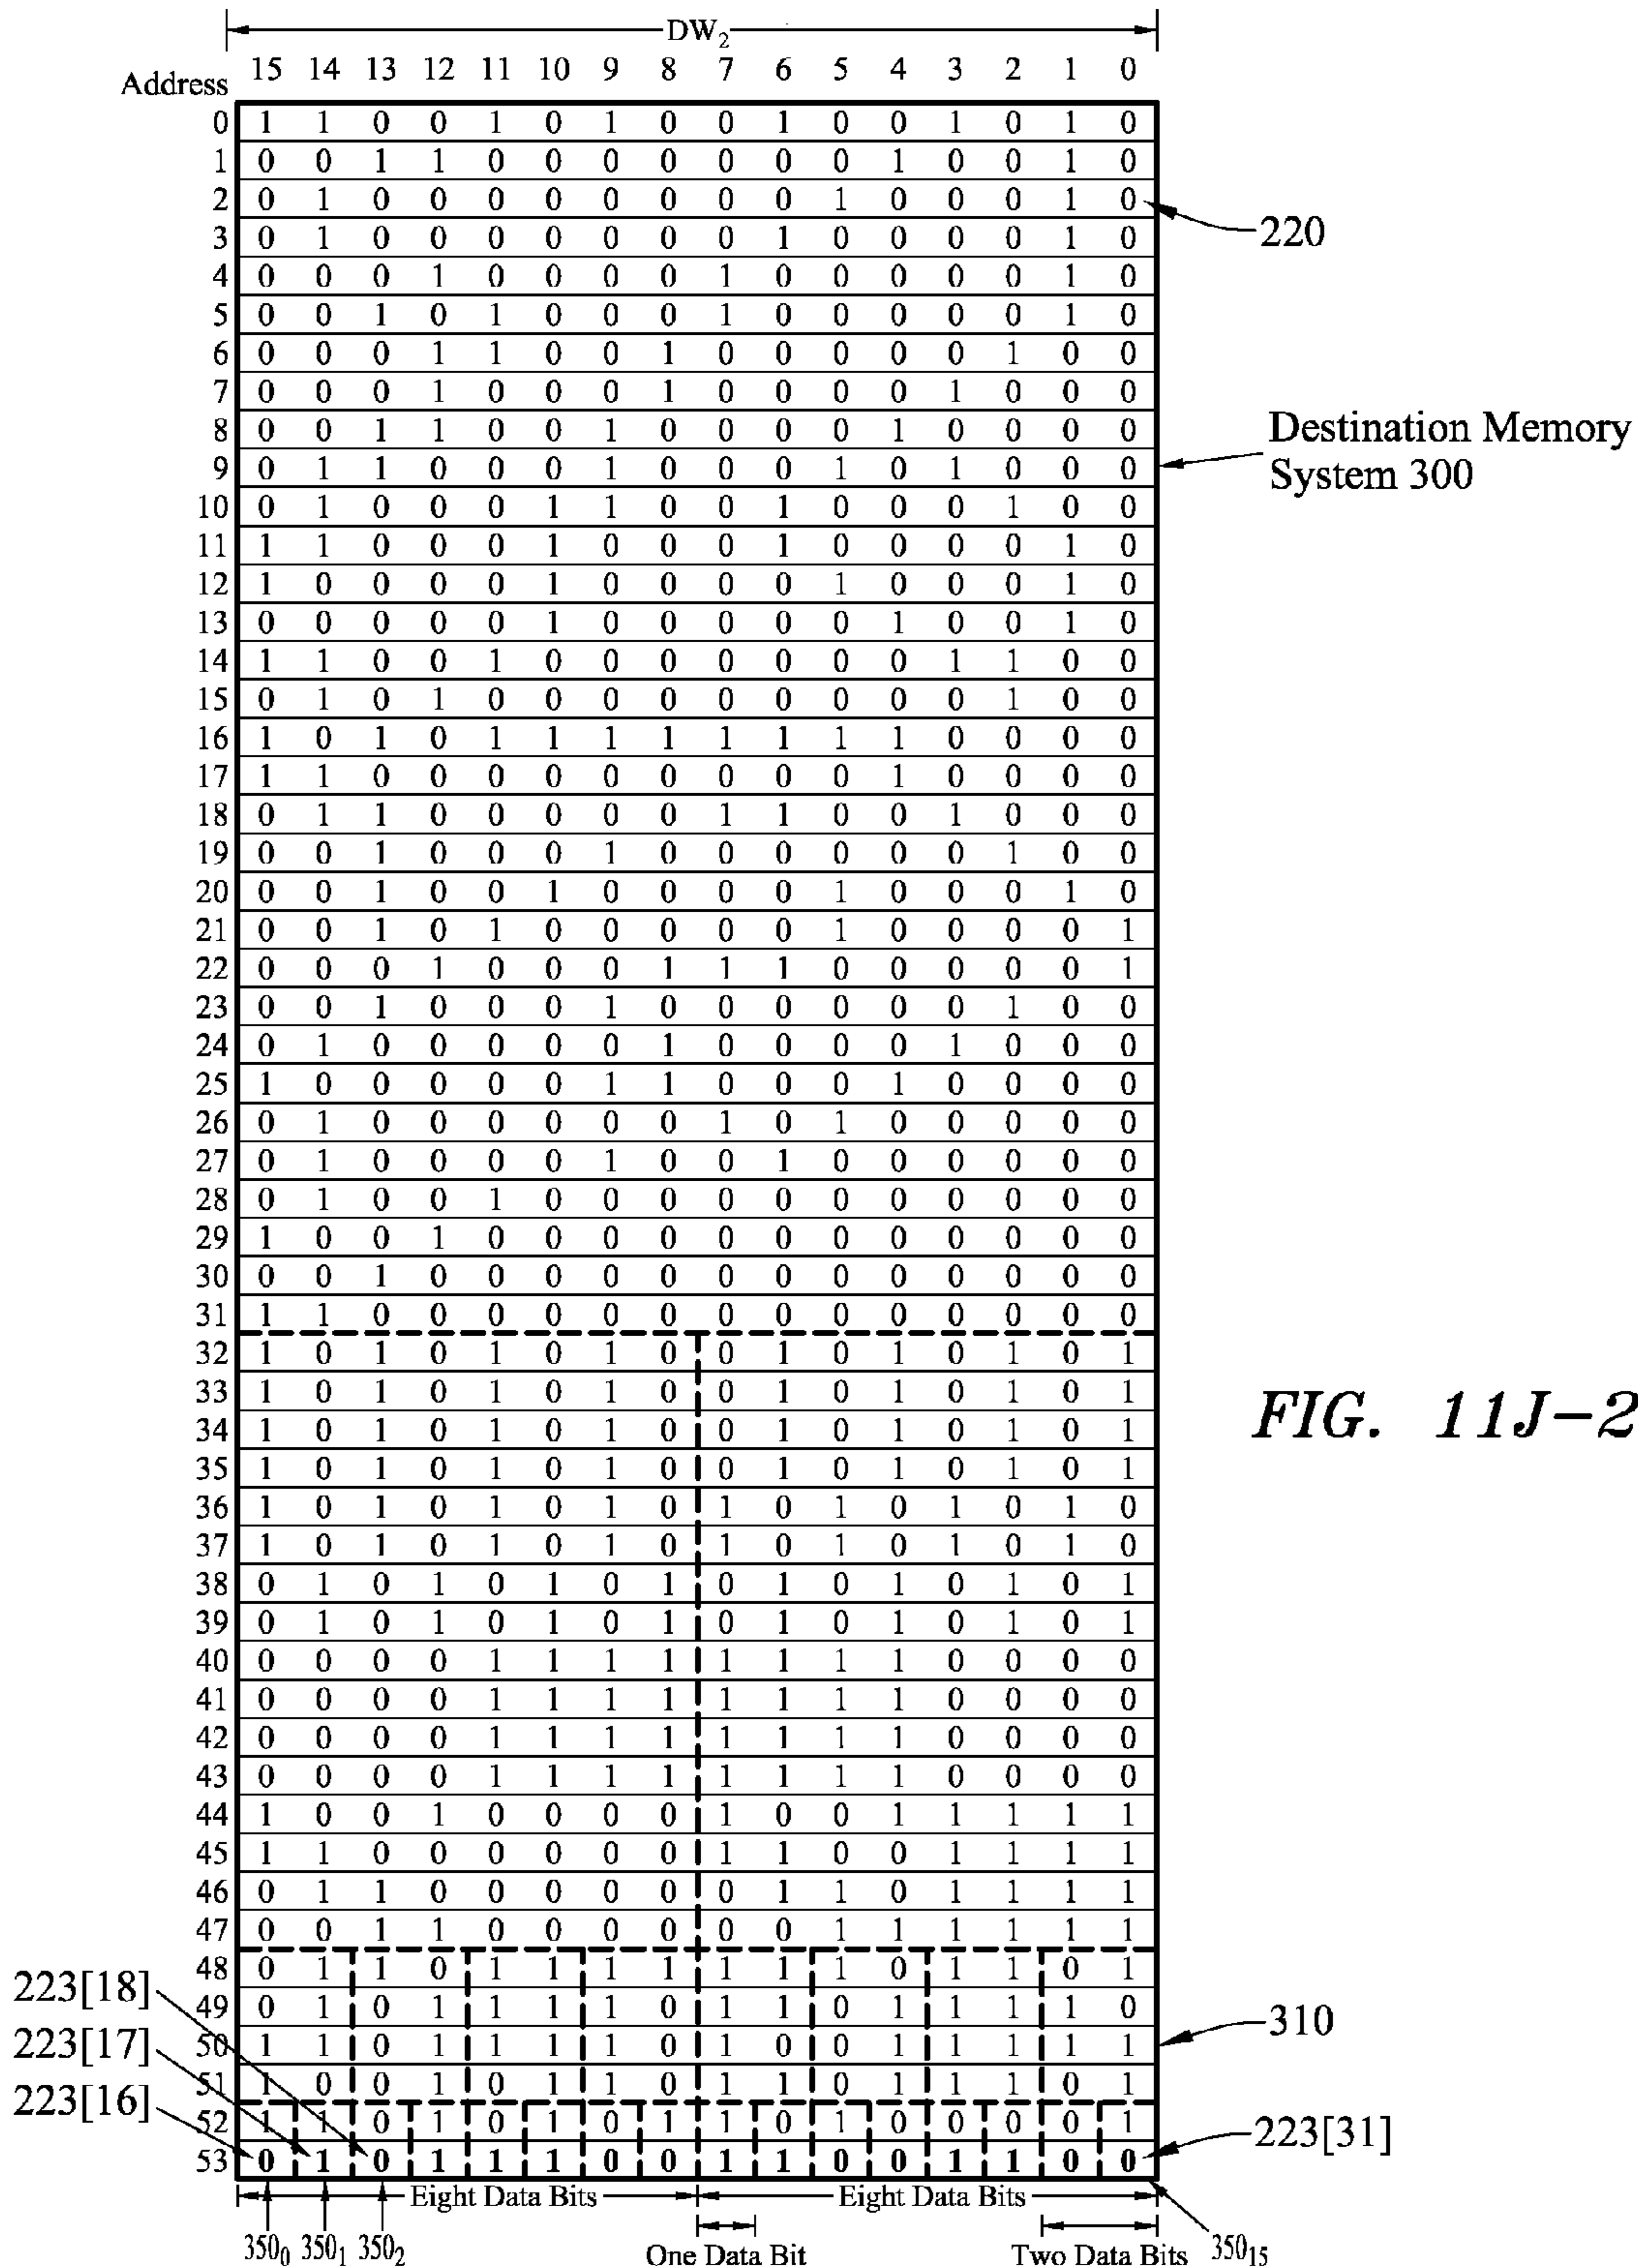 DW2
Address 15 14 13 12 11 10 9 8 7 6 5 4 3 2 1 0
0 1 1 0 0 1 0 1 0 0 1 0 0 1 0 1 0
1 0 0 1 1 0 0 0 0 0 0 0 1 0 0 1 0
2 0 1 0 0 0 0 0 0 0 0 1 0 0 0 1 0
220
3 0 1 0 0 0 0 0 0 0 1 0 0 0 0 1 0
4 0 0 0 1 0 0 0 0 1 0 0 0 0 0 1 0
5 0 0 1 0 1 0 0 0 1 0 0 0 0 0 1 0
6 0 0 0 1 1 0 0 1 0 0 0 0 0 1 0 0
7 0 0 0 1 0 0 0 1 0 0 0 0 1 0 0 0
8 0 0 1 1 0 0 1 0 0 0 0 1 0 0 0 0
Destination Memory
9 0 1 1 0 0 0 1 0 0 0 1 0 1 0 0 0
System 300
10 0 1 0 0 0 1 1 0 0 1 0 0 0 1 0 0
11 1 1 0 0 0 1 0 0 0 1 0 0 0 0 1 0
12 1 0 0 0 0 1 0 0 0 0 1 0 0 0 1 0
13 0 0 0 0 0 1 0 0 0 0 0 1 0 0 1 0
14 1 1 0 0 1 0 0 0 0 0 0 0 1 1 0 0
15 0 1 0 1 0 0 0 0 0 0 0 0 0 1 0 0
16 1 0 1 0 1 1 1 1 1 1 1 1 0 0 0 0
17 1 1 0 0 0 0 0 0 0 0 0 1 0 0 0 0
18 0 1 1 0 0 0 0 0 1 1 0 0 1 0 0 0
19 0 0 1 0 0 0 1 0 0 0 0 0 0 1 0 0
20 0 0 1 0 0 1 0 0 0 0 1 0 0 0 1 0
21 0 0 1 0 1 0 0 0 0 0 1 0 0 0 0 1
22 0 0 0 1 0 0 0 1 1 1 0 0 0 0 0 1
23 0 0 1 0 0 0 1 0 0 0 0 0 0 1 0 0
24 0 1 0 0 0 0 0 1 0 0 0 0 1 0 0 0
25 1 0 0 0 0 0 1 1 0 0 0 1 0 0 0 0
26 0 1 0 0 0 0 0 0 1 0 1 0 0 0 0 0
27 0 1 0 0 0 0 1 0 0 1 0 0 0 0 0 0
28 0 1 0 0 1 0 0 0 0 0 0 0 0 0 0 0
29 1 0 0 1 0 0 0 0 0 0 0 0 0 0 0 0
30 0 0 1 0 0 0 0 0 0 0 0 0 0 0 0 0
31 1 1 0 0 0 0 0 0 0 0 0 0 0 0 0 0
32 1 0 1 0 1 0 1 0 0 1 0 1 0 1 0 1
33 1 0 1 0 1 0 1 0 0 1 0 1 0 1 0 1
FIG. 11J-2
34 1 0 1 0 1 0 1 0 0 1 0 1 0 1 0 1
35 1 0 1 0 1 0 1 0 0 1 0 1 0 1 0 1
36 1 0 1 0 1 0 1 0 1 0 1 0 1 0 1 0
37 1 0 1 0 1 0 1 0 1 0 1 0 1 0 1 0
38 0 1 0 1 0 1 0 1 0 1 0 1 0 1 0 1
39 0 1 0 1 0 1 0 1 0 1 0 1 0 1 0 1
40 0 0 0 0 1 1 1 1 1 1 1 1 0 0 0 0
41 0 0 0 0 1 1 1 1 1 1 1 1 0 0 0 0
42 0 0 0 0 1 1 1 1 1 1 1 1 0 0 0 0
43 0 0 0 0 1 1 1 1 1 1 1 1 0 0 0 0
44 1 0 0 1 0 0 0 0 1 0 0 1 1 1 1 1
45 1 1 0 0 0 0 0 0 1 1 0 0 1 1 1 1
46 0 1 1 0 0 0 0 0 0 1 1 0 1 1 1 1
47 0 0 1 1 0 0 0 0 0 0 1 1 1 1 1 1
48 0 1 1 0 1 1 1 1 1 1 1 0 1 1 0 1
223[18]
49 0 1 0 1 1 1 1 0 1 1 0 1 1 1 1 0
310
50 1 1 0 1 1 1 1 0 1 0 0 1 1 1 1 1
223[17]
51 1 0 0 1 0 1 1 0 1 1 0 1 1 1 0 1
223[16]
52 1 1 0 1 0 1 0 1 1 0 1 0 0 0 0 1
223[31]
53 0 1 0 1 1 1 0 0 1 1 0 0 1 1 0 0
Eight Data Bits Eight Data Bits
3500 3501 3502 One Data Bit Two Data Bits 35015